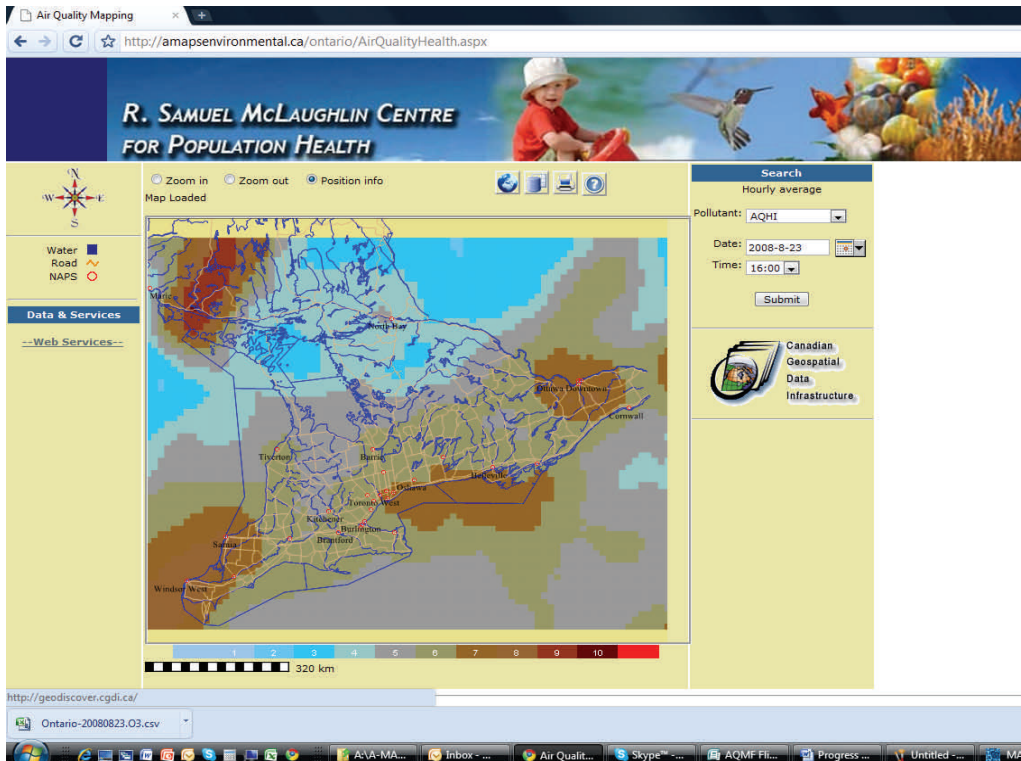 Air Quality Mapping
http://amapsenvironmental.ca/ontario/AirQualityHealth.aspx
R. SAMUEL MCLAUGHLIN CENTRE
FOR POPULATION HEALTH
N
W E
S
Water
Road
NAPS
Data & Services
--Web Services--
Zoom in Zoom out Position info
Map Loaded
North Bay
Ottawa Downtown
Cornwall
Tiverton
Barrie
Belleville
Oshawa
Toronto West
Kitchener
Burlington
Brantford
Sarnia
Windsor West
1 2 3 4 5 6 7 8 9 10
320 km
Search
Hourly average
Pollutant: AQHI
Date: 2008-8-23
Time: 16:00
Submit
Canadian
Geospatial
Data
Infrastructure
http://geodiscover.cgdi.ca/
Ontario-20080823.O3.csv
A:\A-MA... Inbox - ... Air Qualit... Skype™ -... AQMF Fli... Progress ... Untitled -... MA